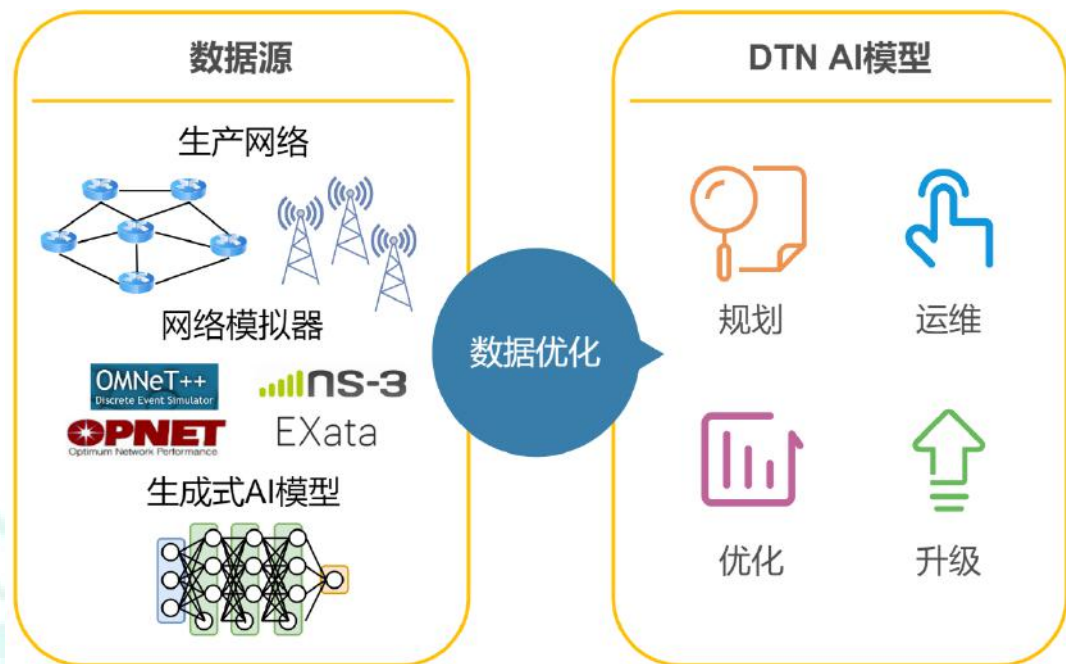 数据源
生产网络
网络模拟器
OMNeT++
Discrete Event Simulator
ns-3
OPNET
Optimum Network Performance
EXata
生成式AI模型
数据优化
DTN AI模型
规划
运维
优化
升级